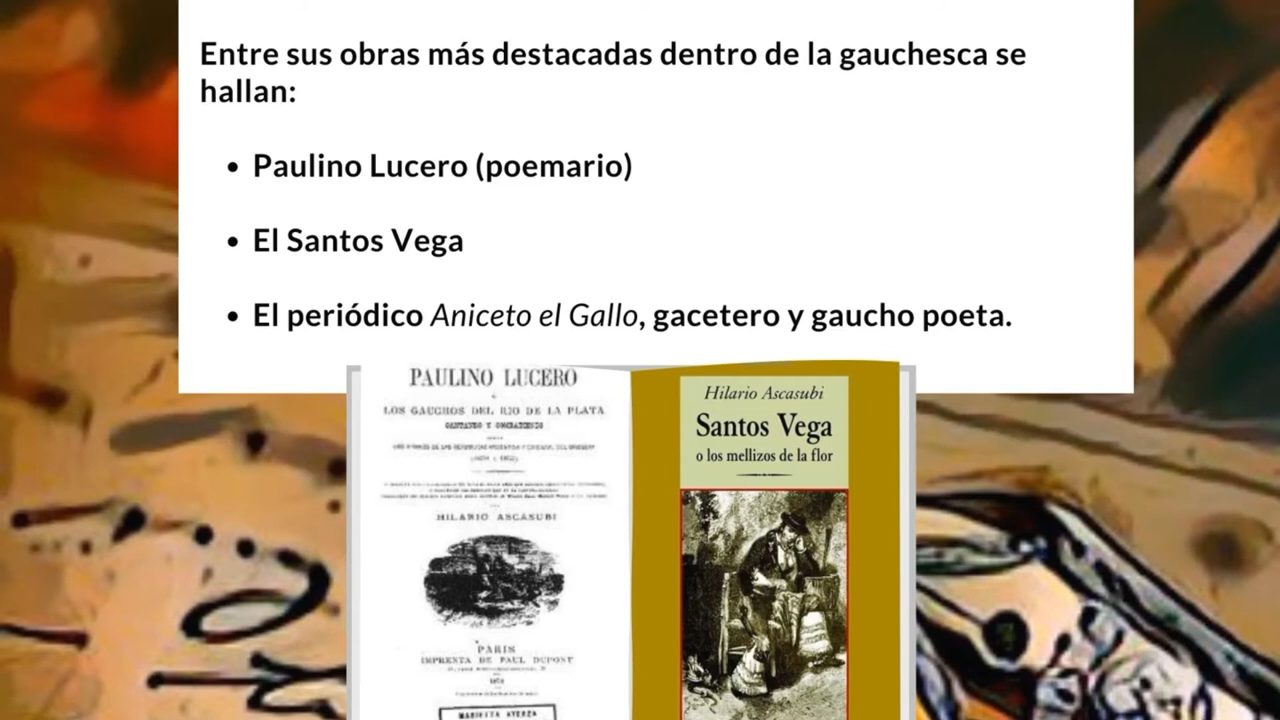 Entre sus obras más destacadas dentro de la gauchesca se
hallan:
• Paulino Lucero (poemario)
• El Santos Vega
• El periódico Aniceto el Gallo, gacetero y gaucho poeta.
PAULINO LUCERO
LOS GAUCHOS DEL RIO DE LA PLATA
HILARIO ASCASUBI
PARIS
IMPRENTA DE PAUL DUPONT
Hilario Ascasubi
Santos Vega
o los mellizos de la flor